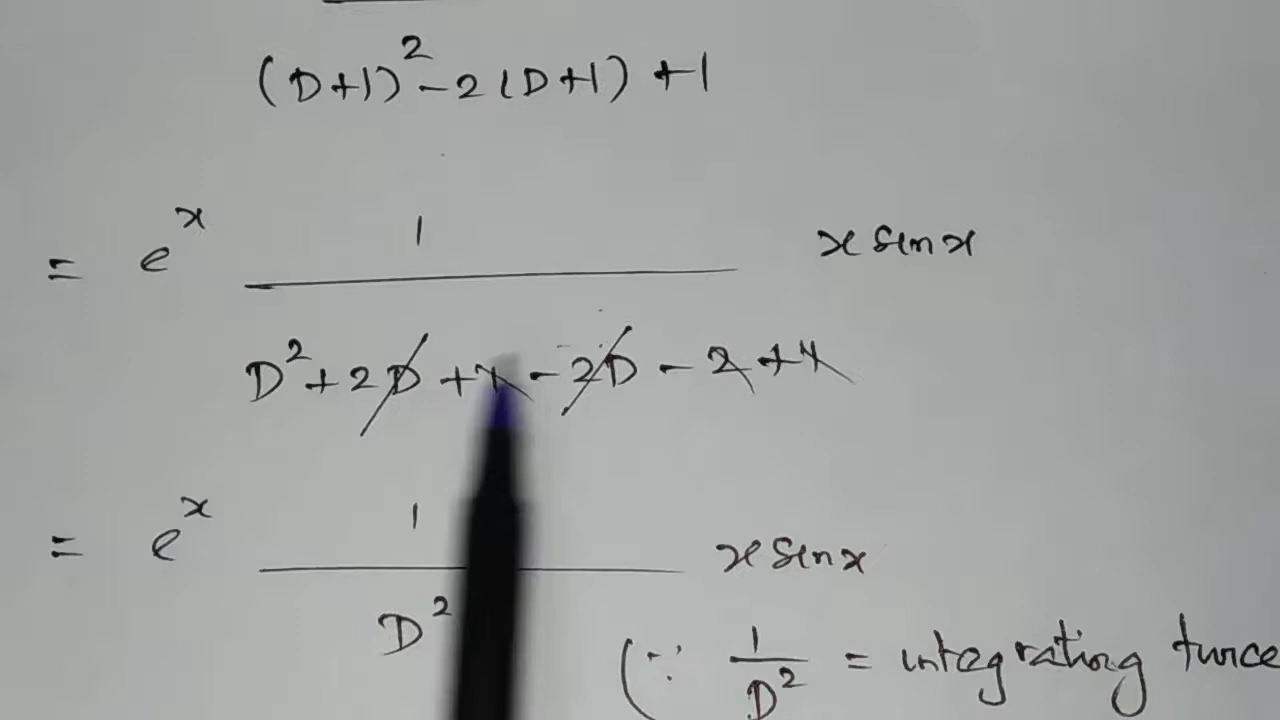 (D+1)² - 2(D+1) + 1
= eˣ 1 x sin x
D² + 2D + 1 - 2D - 2 + 1
= eˣ 1 x sin x
D²
(∵ 1/D² = integrating twice